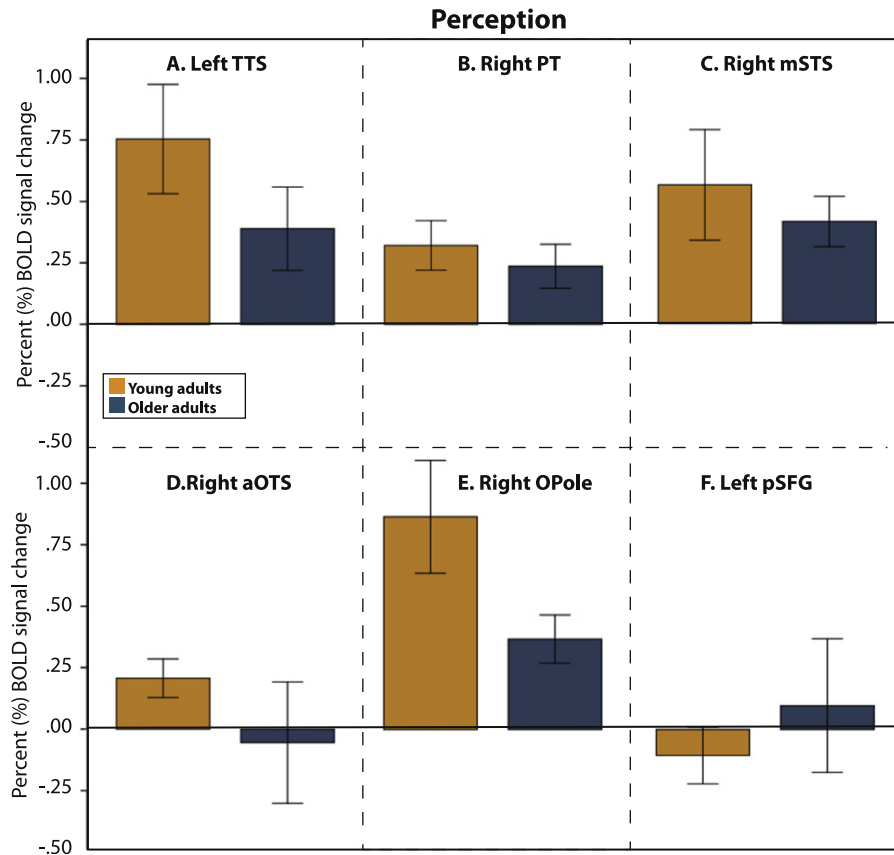 Perception
A. Left TTS
B. Right PT
C. Right mSTS
Percent (%) BOLD signal change
1.00
.75
.50
.25
.00
-.25
-.50
Young adults
Older adults
D.Right aOTS
E. Right OPole
F. Left pSFG
Percent (%) BOLD signal change
1.00
.75
.50
.25
.00
-.25
-.50